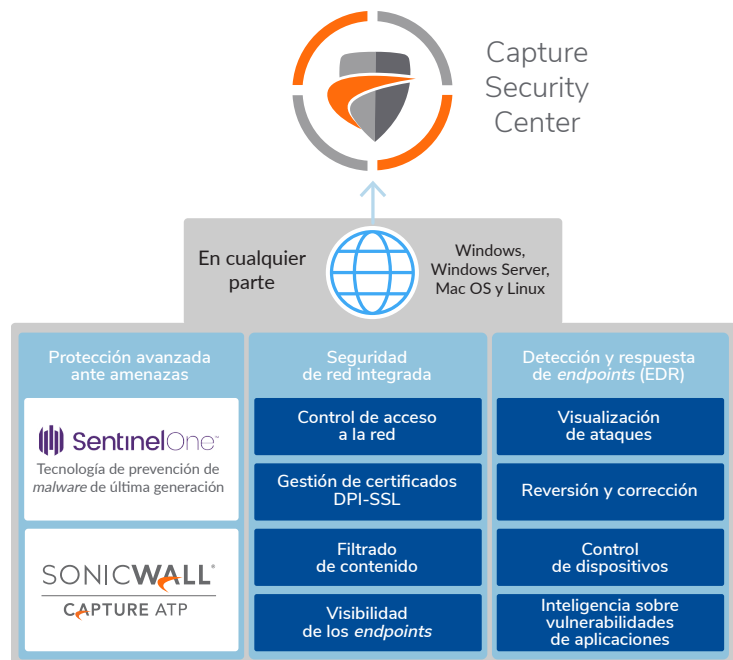 Capture
Security
Center
En cualquier
parte
Windows,
Windows Server,
Mac OS y Linux
Protección avanzada
ante amenazas
SentinelOne™
Tecnología de prevención de
malware de última generación
SONICWALL®
CAPTURE ATP
Seguridad
de red integrada
Control de acceso
a la red
Gestión de certificados
DPI-SSL
Filtrado
de contenido
Visibilidad
de los endpoints
Detección y respuesta
de endpoints (EDR)
Visualización
de ataques
Reversión y corrección
Control
de dispositivos
Inteligencia sobre
vulnerabilidades
de aplicaciones